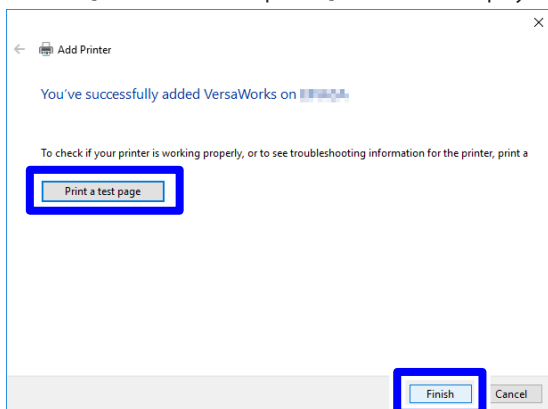 Add Printer
You've successfully added VersaWorks on
To check if your printer is working properly, or to see troubleshooting information for the printer, print a
Print a test page
Finish
Cancel